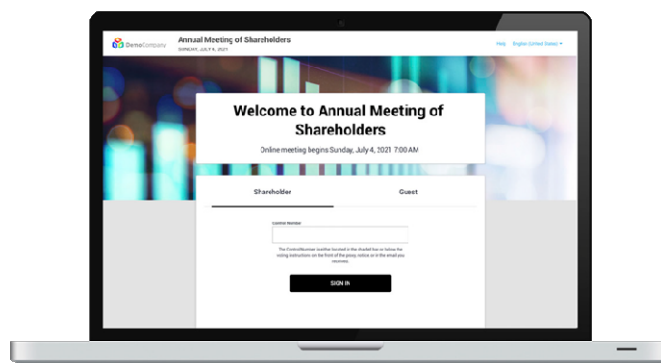 DemoCompany
Annual Meeting of Shareholders
SUNDAY, JULY 4, 2021
Help
English (United States)
Welcome to Annual Meeting of
Shareholders
Online meeting begins Sunday, July 4, 2021 7:00 AM
Shareholder
Guest
Control Number
The Control Number could be located in the shaded box or below the
voting instructions on the front of the proxy, notice or in the email you
received.
SIGN IN